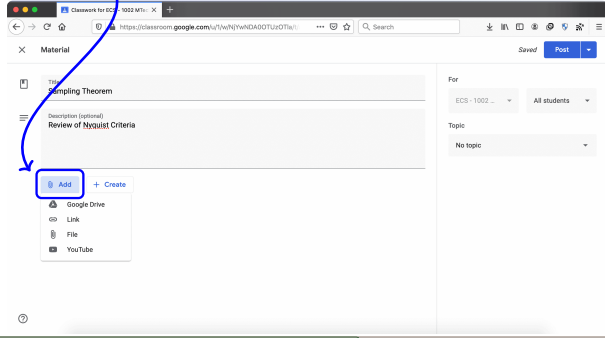 Classwork for ECS - 1002 MTec
https://classroom.google.com/u/1/w/NjYwNDA0OTUzOTIe/t
Search
Material
Saved
Post
Title
Sampling Theorem
Description (optional)
Review of Nyquist Criteria
Add
+ Create
Google Drive
Link
File
YouTube
For
ECS - 1002 ...
All students
Topic
No topic